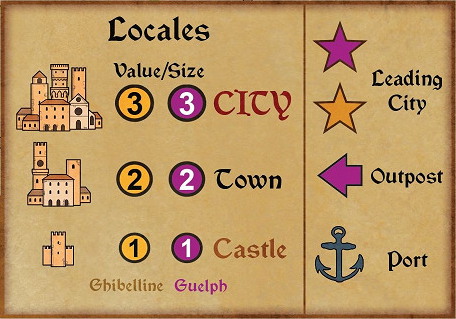 Locales
Value/Size
3 3 CITY
2 2 Town
1 1 Castle
Ghibelline Guelph
Leading
City
Outpost
Port